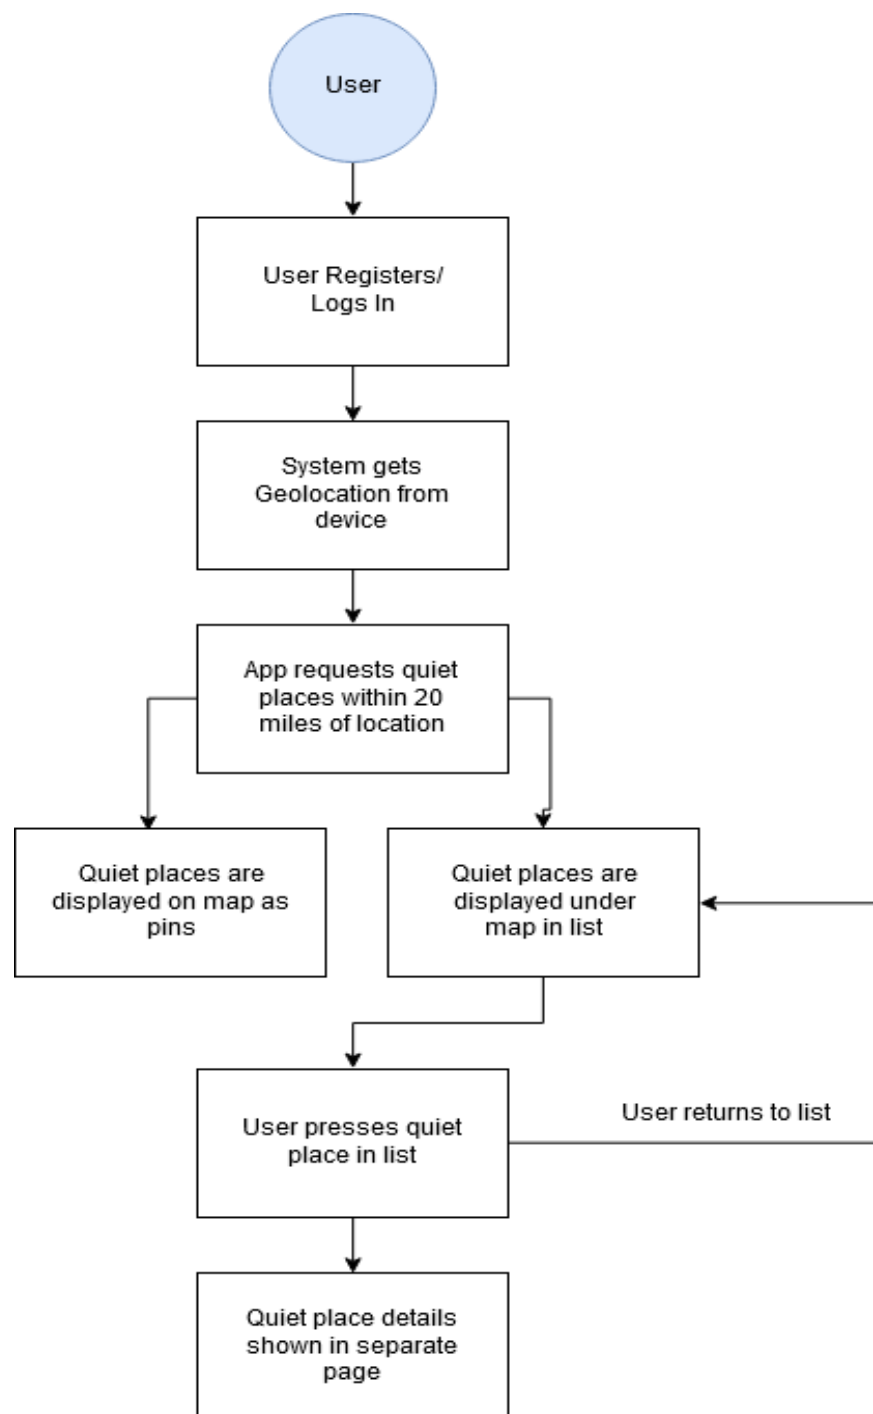 User
User Registers/
Logs In
System gets
Geolocation from
device
App requests quiet
places within 20
miles of location
Quiet places are
displayed on map as
pins
Quiet places are
displayed under
map in list
User presses quiet
place in list
User returns to list
Quiet place details
shown in separate
page